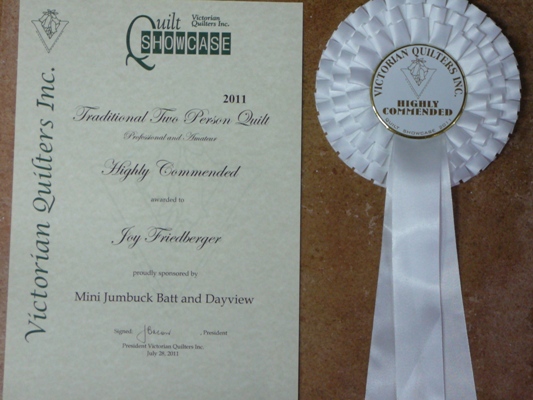 Victorian Quilters Inc.
Quilt
Victorian
Quilters Inc.
SHOWCASE
2011
Traditional Two Person Quilt
Professional and Amateur
Highly Commended
awarded to
Joy Friedberger
proudly sponsored by
Mini Jumbuck Batt and Dayview
Signed , President
President Victorian Quilters Inc.
July 28, 2011
VICTORIAN QUILTERS INC.
HIGHLY
COMMENDED
QUILT SHOWCASE